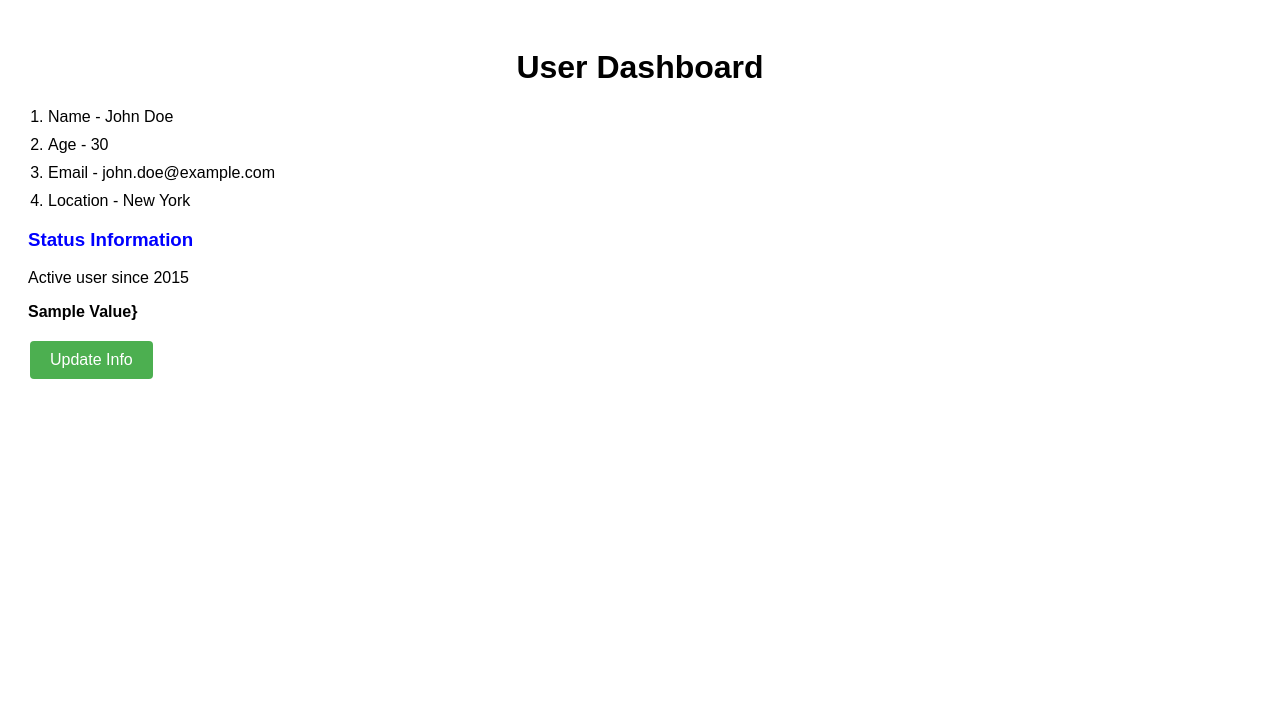 User Dashboard
1. Name - John Doe
2. Age - 30
3. Email - john.doe@example.com
4. Location - New York
Status Information
Active user since 2015
Sample Value}
Update Info